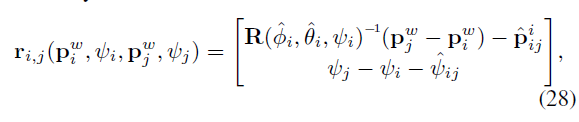 r_{i,j}(p_i^w, ψ_i, p_j^w, ψ_j) = [R(ϕ̂_i, θ̂_i, ψ_i)^{-1}(p_j^w − p_i^w) − p̂_{ij}^i
ψ_j − ψ_i − ψ̂_{ij}],
(28)